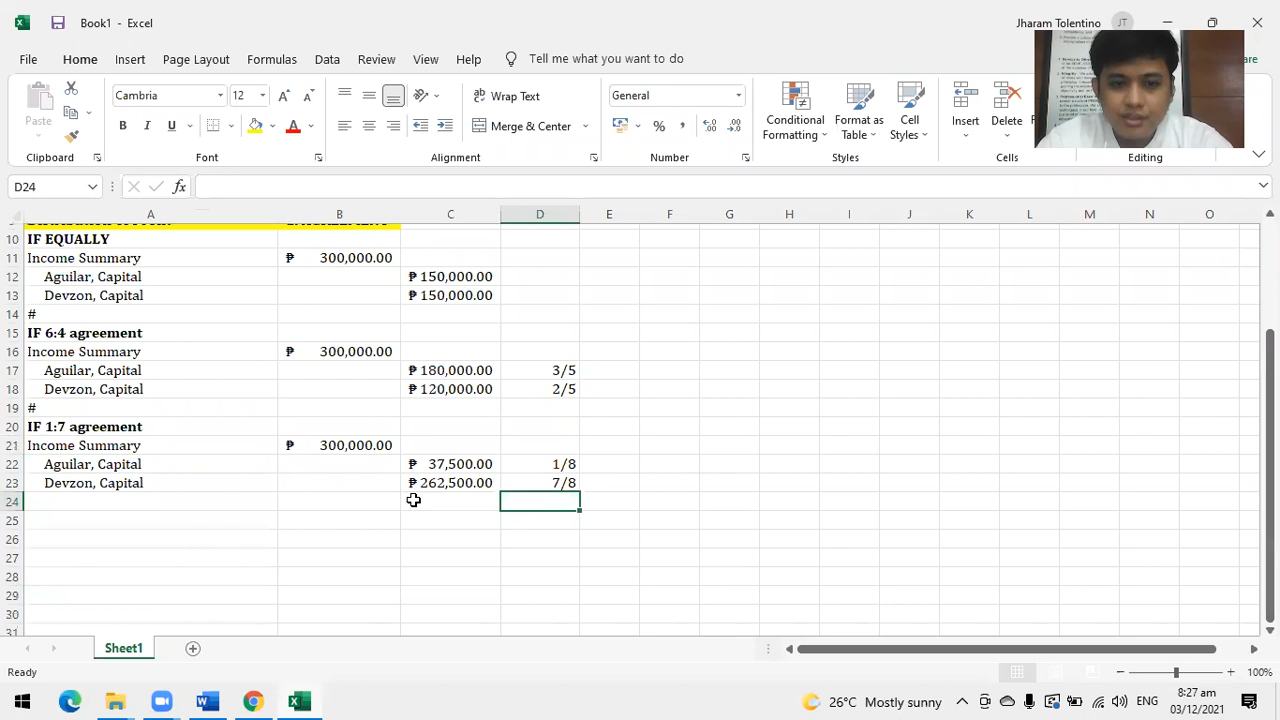 Book1 - Excel
Jharam Tolentino
JT
File Home Insert Page Layout Formulas Data Review View Help Tell me what you want to do
Paste
Cambria 12
B I U
A
Wrap Text
Merge & Center
General
% ,
Conditional Formatting
Format as Table
Cell Styles
Insert
Delete
Clipboard Font Alignment Number Styles Cells Editing
D24
fx
A B C D E F G H I J K L M N O
10 IF EQUALLY
11 Income Summary ₱ 300,000.00
12 Aguilar, Capital ₱ 150,000.00
13 Devzon, Capital ₱ 150,000.00
14 #
15 IF 6:4 agreement
16 Income Summary ₱ 300,000.00
17 Aguilar, Capital ₱ 180,000.00 3/5
18 Devzon, Capital ₱ 120,000.00 2/5
19 #
20 IF 1:7 agreement
21 Income Summary ₱ 300,000.00
22 Aguilar, Capital ₱ 37,500.00 1/8
23 Devzon, Capital ₱ 262,500.00 7/8
24
25
26
27
28
29
30
31
Sheet1
Ready
100%
26°C Mostly sunny
ENG
8:27 am
03/12/2021